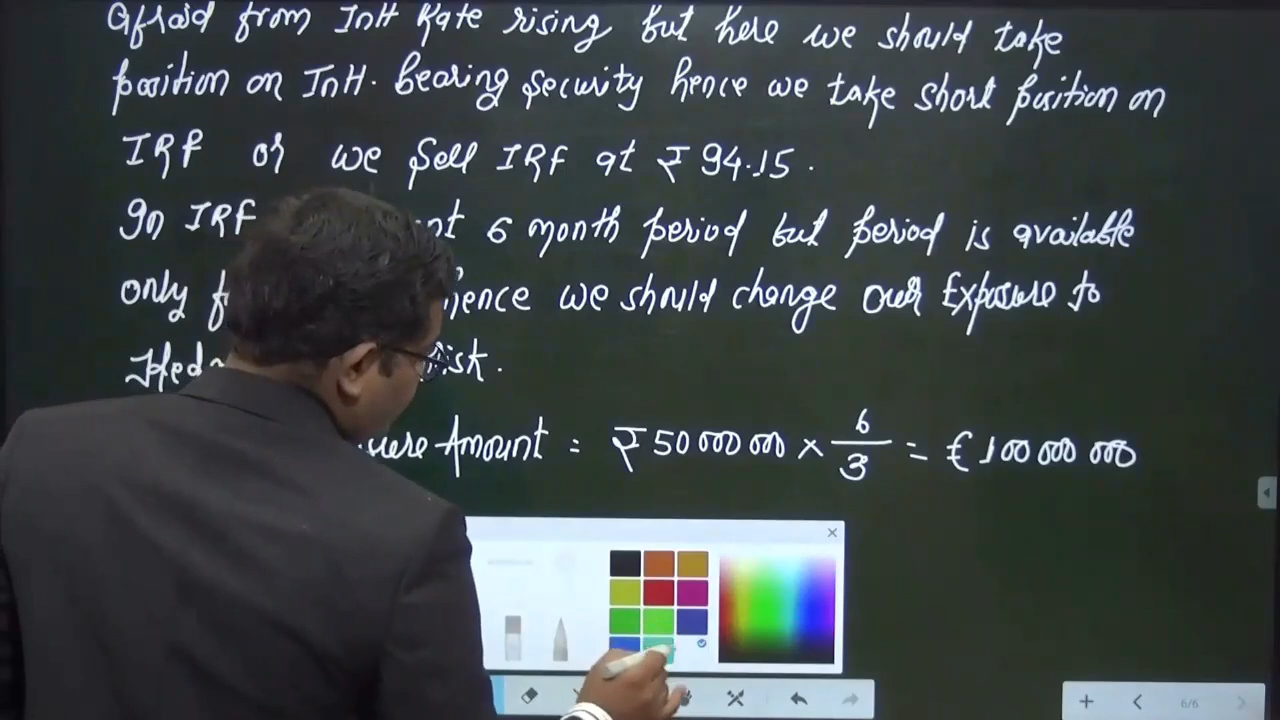 afraid from Int Rate rising but here we should take
position on Int. bearing security hence we take short position on
IRF or we sell IRF at ₹ 94.15.
In IRF 6 month period but period is available
only hence we should change our Exposure to
Risk.
Amount = ₹ 50 000 000 × 6/3 = € 100 000 000
6/6